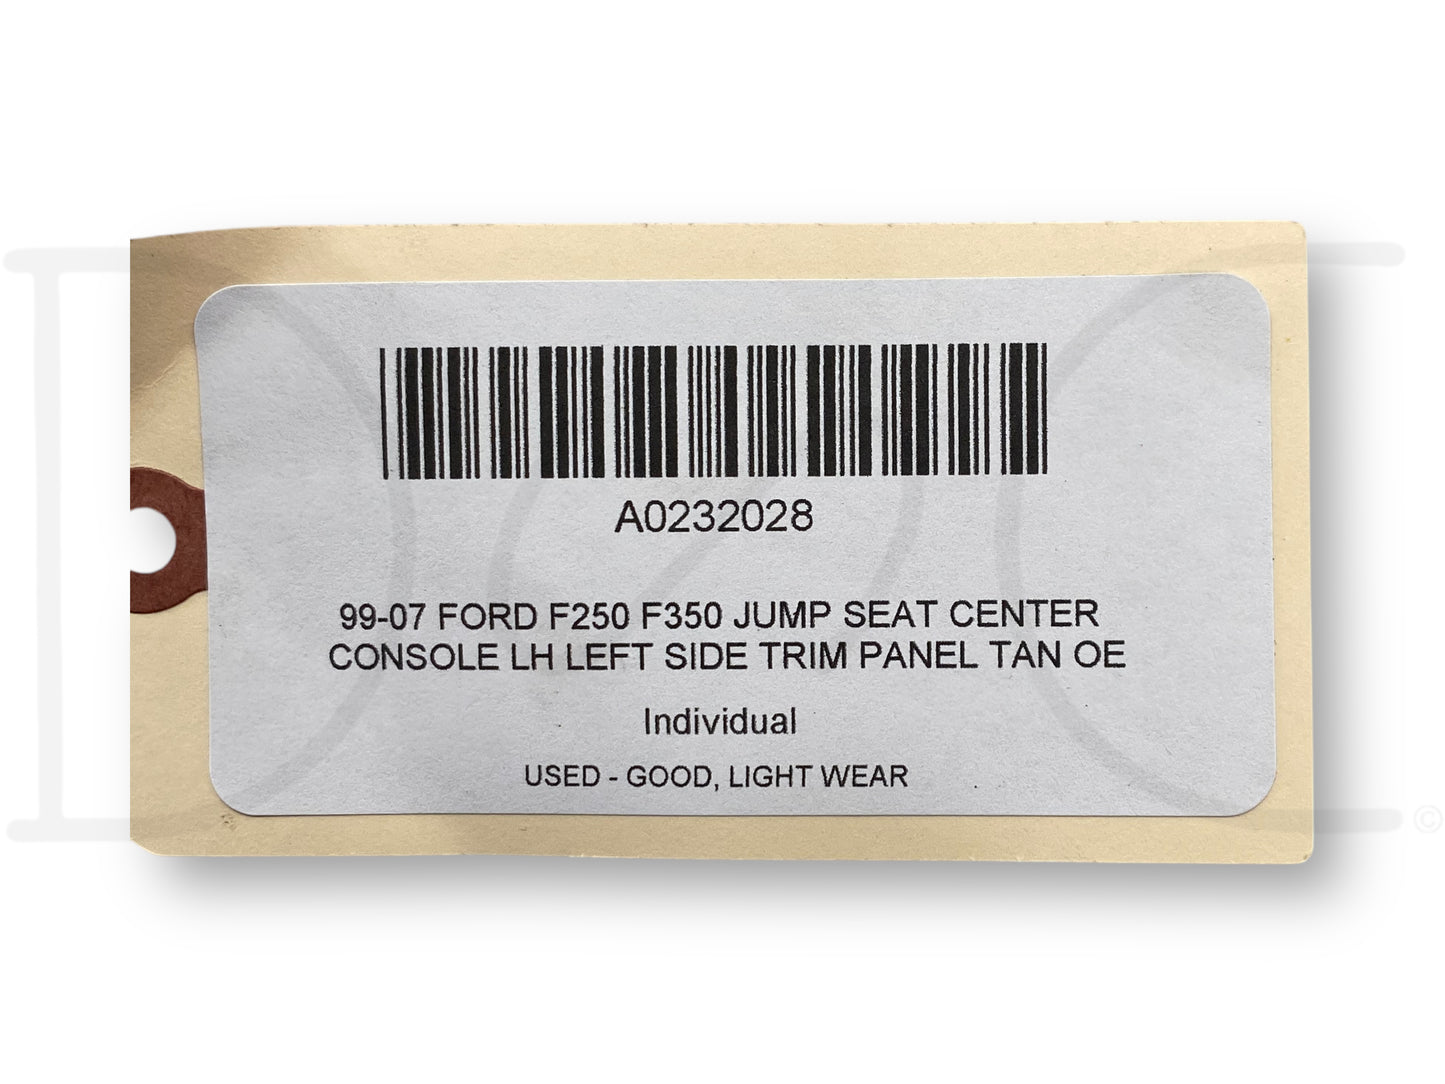 A0232028
99-07 FORD F250 F350 JUMP SEAT CENTER
CONSOLE LH LEFT SIDE TRIM PANEL TAN OE
Individual
USED - GOOD, LIGHT WEAR
©